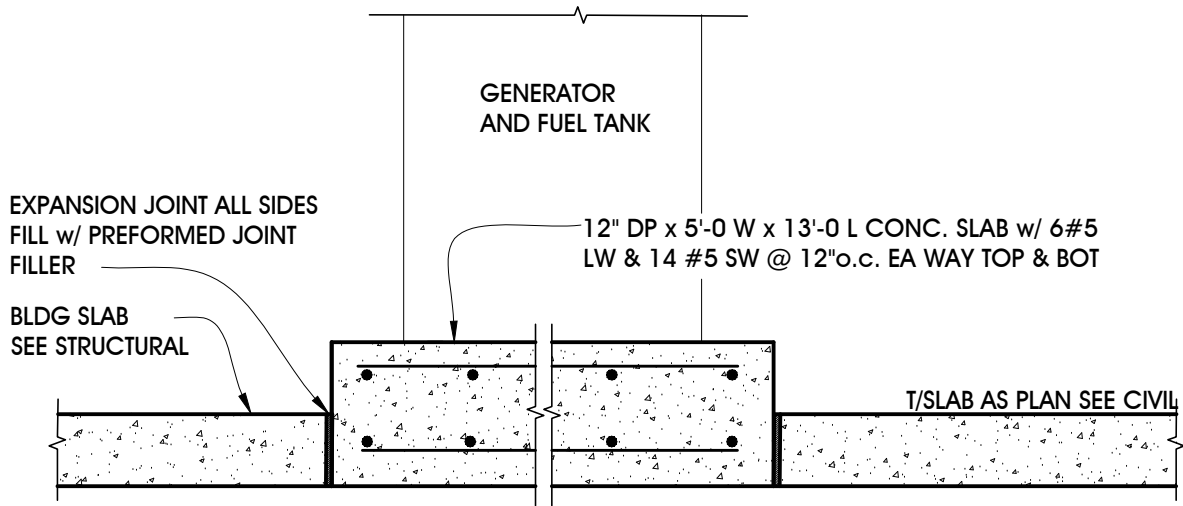 GENERATOR
AND FUEL TANK
EXPANSION JOINT ALL SIDES
FILL w/ PREFORMED JOINT
FILLER
12" DP x 5'-0 W x 13'-0 L CONC. SLAB w/ 6#5
LW & 14 #5 SW @ 12"o.c. EA WAY TOP & BOT
BLDG SLAB
SEE STRUCTURAL
T/SLAB AS PLAN SEE CIVIL